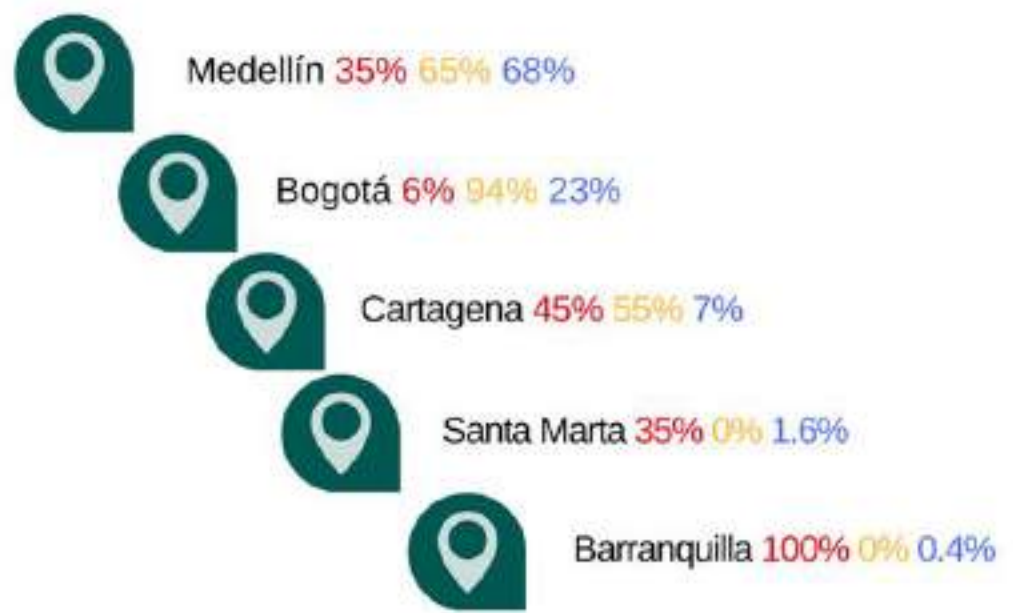 Medellín 35% 65% 68%
Bogotá 6% 94% 23%
Cartagena 45% 55% 7%
Santa Marta 35% 0% 1.6%
Barranquilla 100% 0% 0.4%